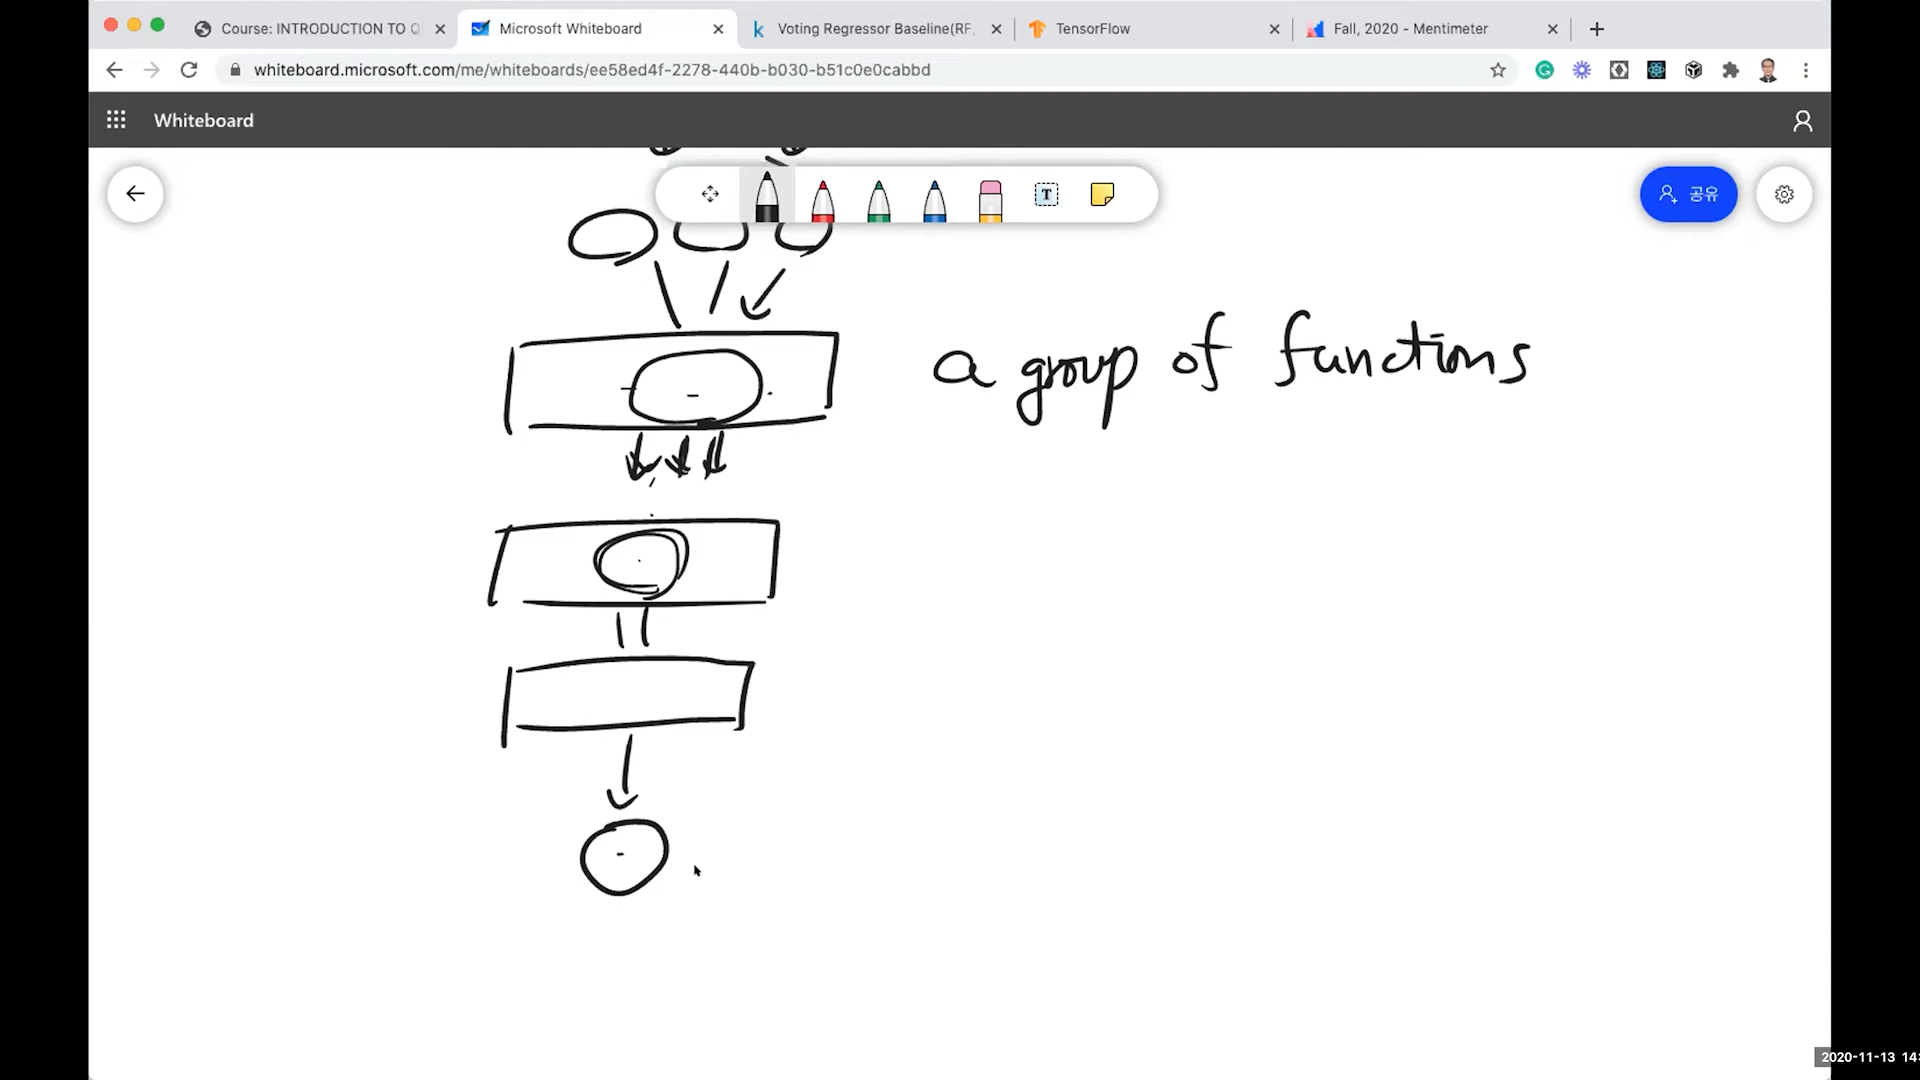 Course: INTRODUCTION TO Q
Microsoft Whiteboard
Voting Regressor Baseline(RF,
TensorFlow
Fall, 2020 - Mentimeter
whiteboard.microsoft.com/me/whiteboards/ee58ed4f-2278-440b-b030-b51c0e0cabbd
Whiteboard
T
공유
a group of functions
2020-11-13 14: